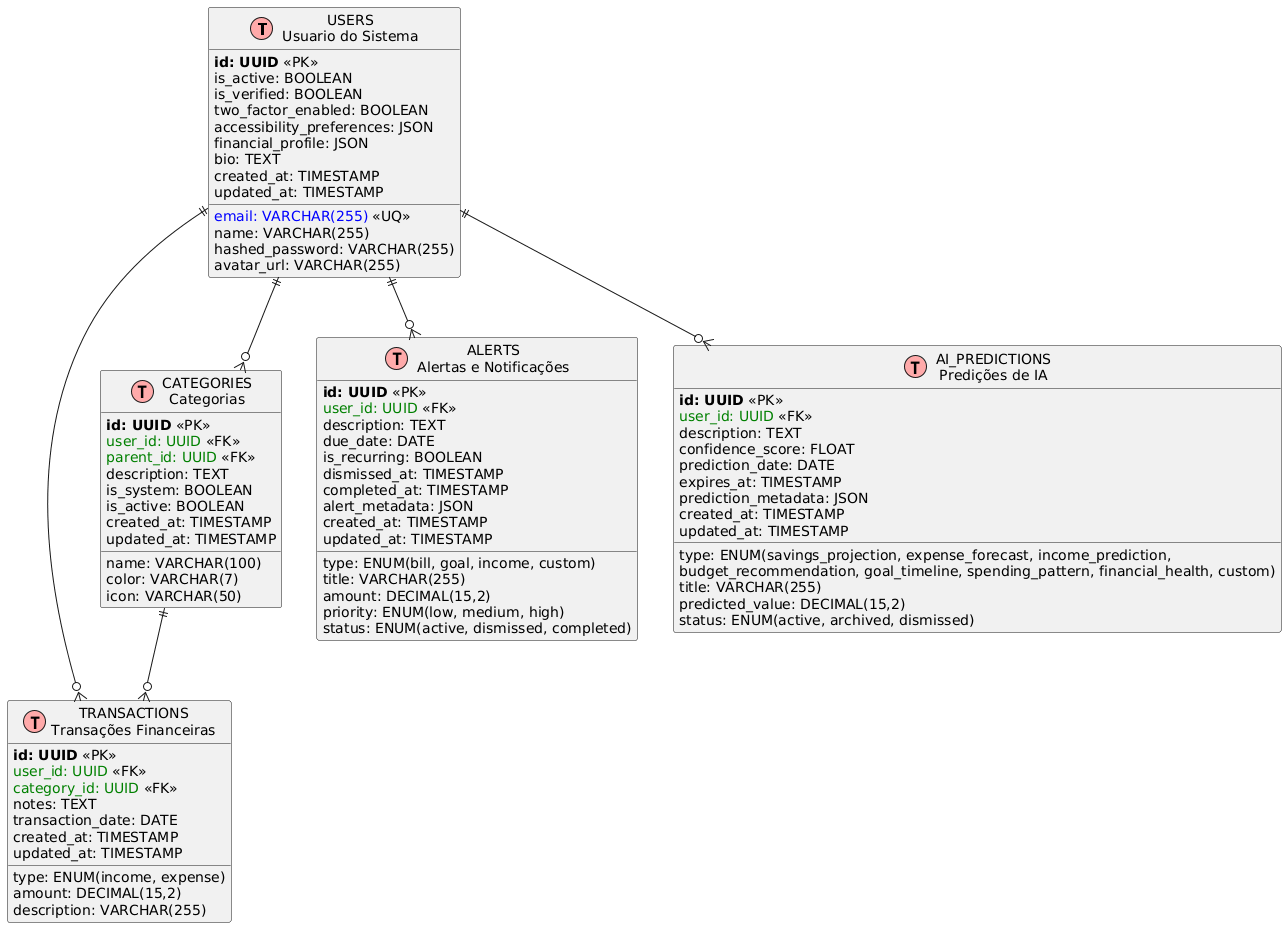 T
USERS
Usuario do Sistema
id: UUID «PK»
is_active: BOOLEAN
is_verified: BOOLEAN
two_factor_enabled: BOOLEAN
accessibility_preferences: JSON
financial_profile: JSON
bio: TEXT
created_at: TIMESTAMP
updated_at: TIMESTAMP
email: VARCHAR(255) «UQ»
name: VARCHAR(255)
hashed_password: VARCHAR(255)
avatar_url: VARCHAR(255)
T
CATEGORIES
Categorias
id: UUID «PK»
user_id: UUID «FK»
parent_id: UUID «FK»
description: TEXT
is_system: BOOLEAN
is_active: BOOLEAN
created_at: TIMESTAMP
updated_at: TIMESTAMP
name: VARCHAR(100)
color: VARCHAR(7)
icon: VARCHAR(50)
T
ALERTS
Alertas e Notificações
id: UUID «PK»
user_id: UUID «FK»
description: TEXT
due_date: DATE
is_recurring: BOOLEAN
dismissed_at: TIMESTAMP
completed_at: TIMESTAMP
alert_metadata: JSON
created_at: TIMESTAMP
updated_at: TIMESTAMP
type: ENUM(bill, goal, income, custom)
title: VARCHAR(255)
amount: DECIMAL(15,2)
priority: ENUM(low, medium, high)
status: ENUM(active, dismissed, completed)
T
AI_PREDICTIONS
Predições de IA
id: UUID «PK»
user_id: UUID «FK»
description: TEXT
confidence_score: FLOAT
prediction_date: DATE
expires_at: TIMESTAMP
prediction_metadata: JSON
created_at: TIMESTAMP
updated_at: TIMESTAMP
type: ENUM(savings_projection, expense_forecast, income_prediction,
budget_recommendation, goal_timeline, spending_pattern, financial_health, custom)
title: VARCHAR(255)
predicted_value: DECIMAL(15,2)
status: ENUM(active, archived, dismissed)
T
TRANSACTIONS
Transações Financeiras
id: UUID «PK»
user_id: UUID «FK»
category_id: UUID «FK»
notes: TEXT
transaction_date: DATE
created_at: TIMESTAMP
updated_at: TIMESTAMP
type: ENUM(income, expense)
amount: DECIMAL(15,2)
description: VARCHAR(255)